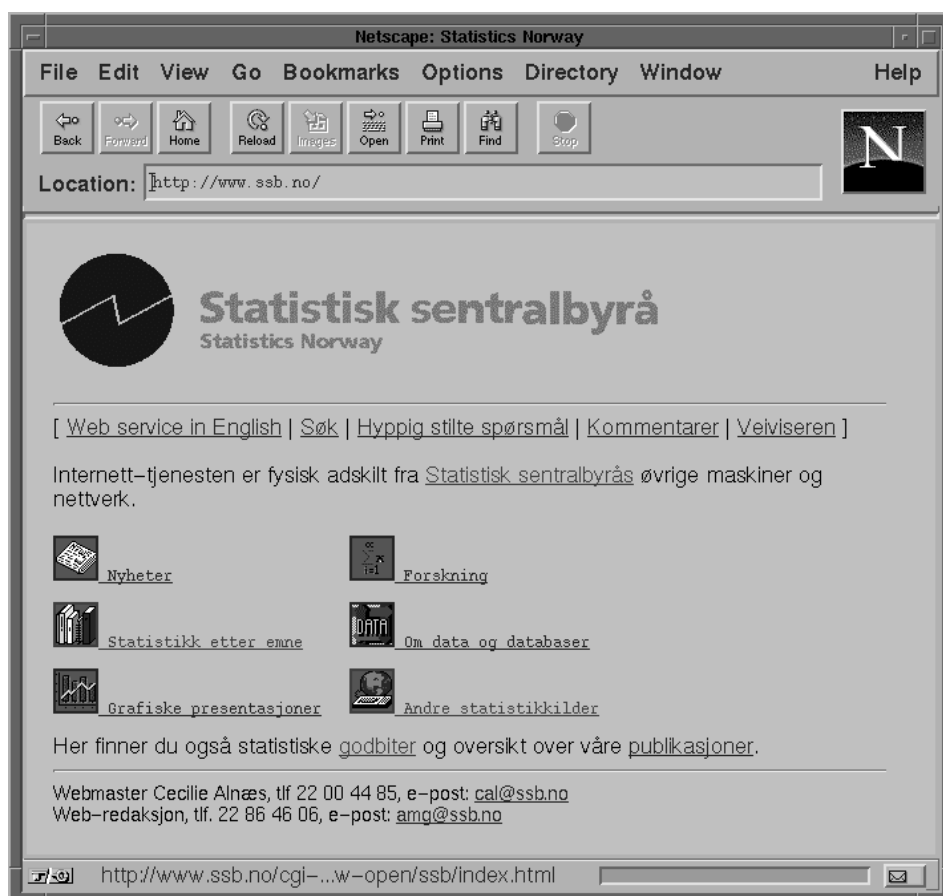 Netscape: Statistics Norway
File Edit View Go Bookmarks Options Directory Window Help
Back Forward Home Reload Images Open Print Find Stop
N
Location: http://www.ssb.no/
Statistisk sentralbyrå
Statistics Norway
[ Web service in English | Søk | Hyppig stilte spørsmål | Kommentarer | Veiviseren ]
Internett-tjenesten er fysisk adskilt fra Statistisk sentralbyrås øvrige maskiner og
nettverk.
Nyheter Forskning
DATA
Statistikk etter emne Om data og databaser
Grafiske presentasjoner Andre statistikkilder
Her finner du også statistiske godbiter og oversikt over våre publikasjoner.
Webmaster Cecilie Alnæs, tlf 22 00 44 85, e-post: cal@ssb.no
Web-redaksjon, tlf. 22 86 46 06, e-post: amg@ssb.no
http://www.ssb.no/cgi-...w-open/ssb/index.html